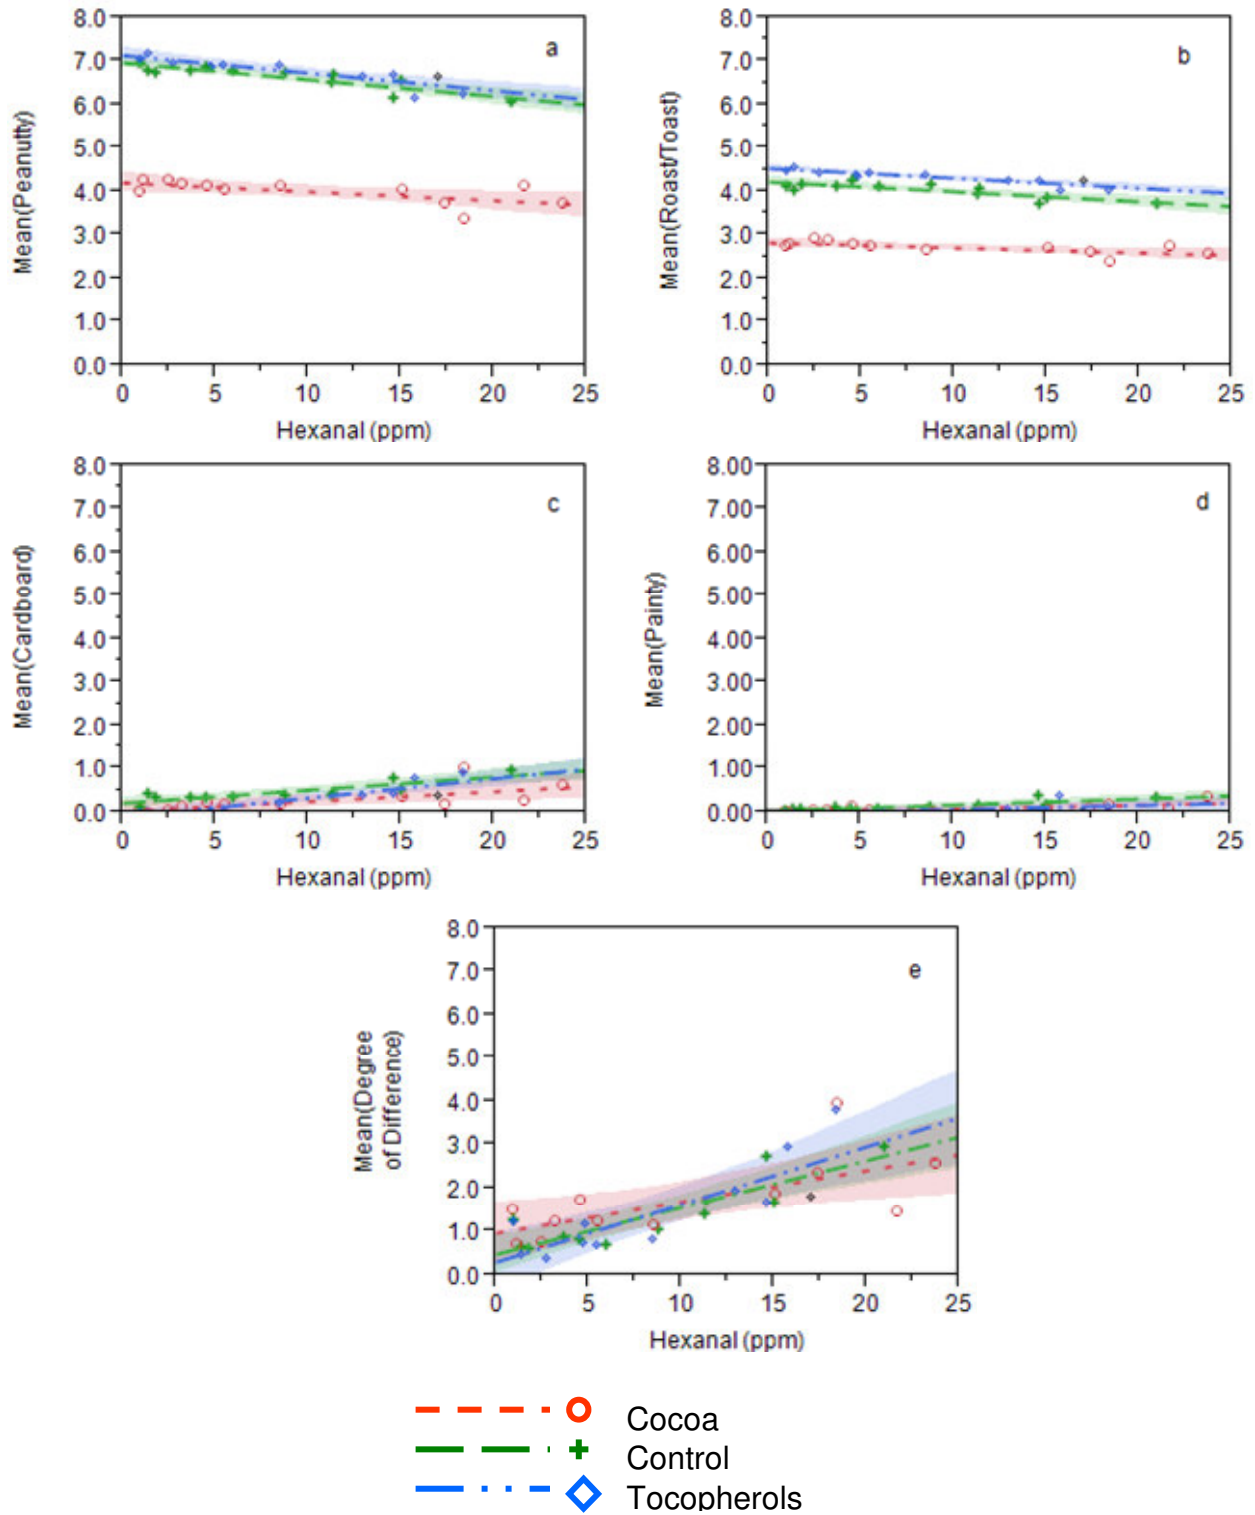 8.0
7.0
6.0
5.0
4.0
3.0
2.0
1.0
0.0
Mean(Peanutty)
a
0 5 10 15 20 25
Hexanal (ppm)
8.0
7.0
6.0
5.0
4.0
3.0
2.0
1.0
0.0
Mean(Roast/Toast)
b
0 5 10 15 20 25
Hexanal (ppm)
8.0
7.0
6.0
5.0
4.0
3.0
2.0
1.0
0.0
Mean(Cardboard)
c
0 5 10 15 20 25
Hexanal (ppm)
8.00
7.00
6.00
5.00
4.00
3.00
2.00
1.00
0.00
Mean(Painty)
d
0 5 10 15 20 25
Hexanal (ppm)
8.0
7.0
6.0
5.0
4.0
3.0
2.0
1.0
0.0
Mean(Degree
of Difference)
e
0 5 10 15 20 25
Hexanal (ppm)
Cocoa
Control
Tocopherols